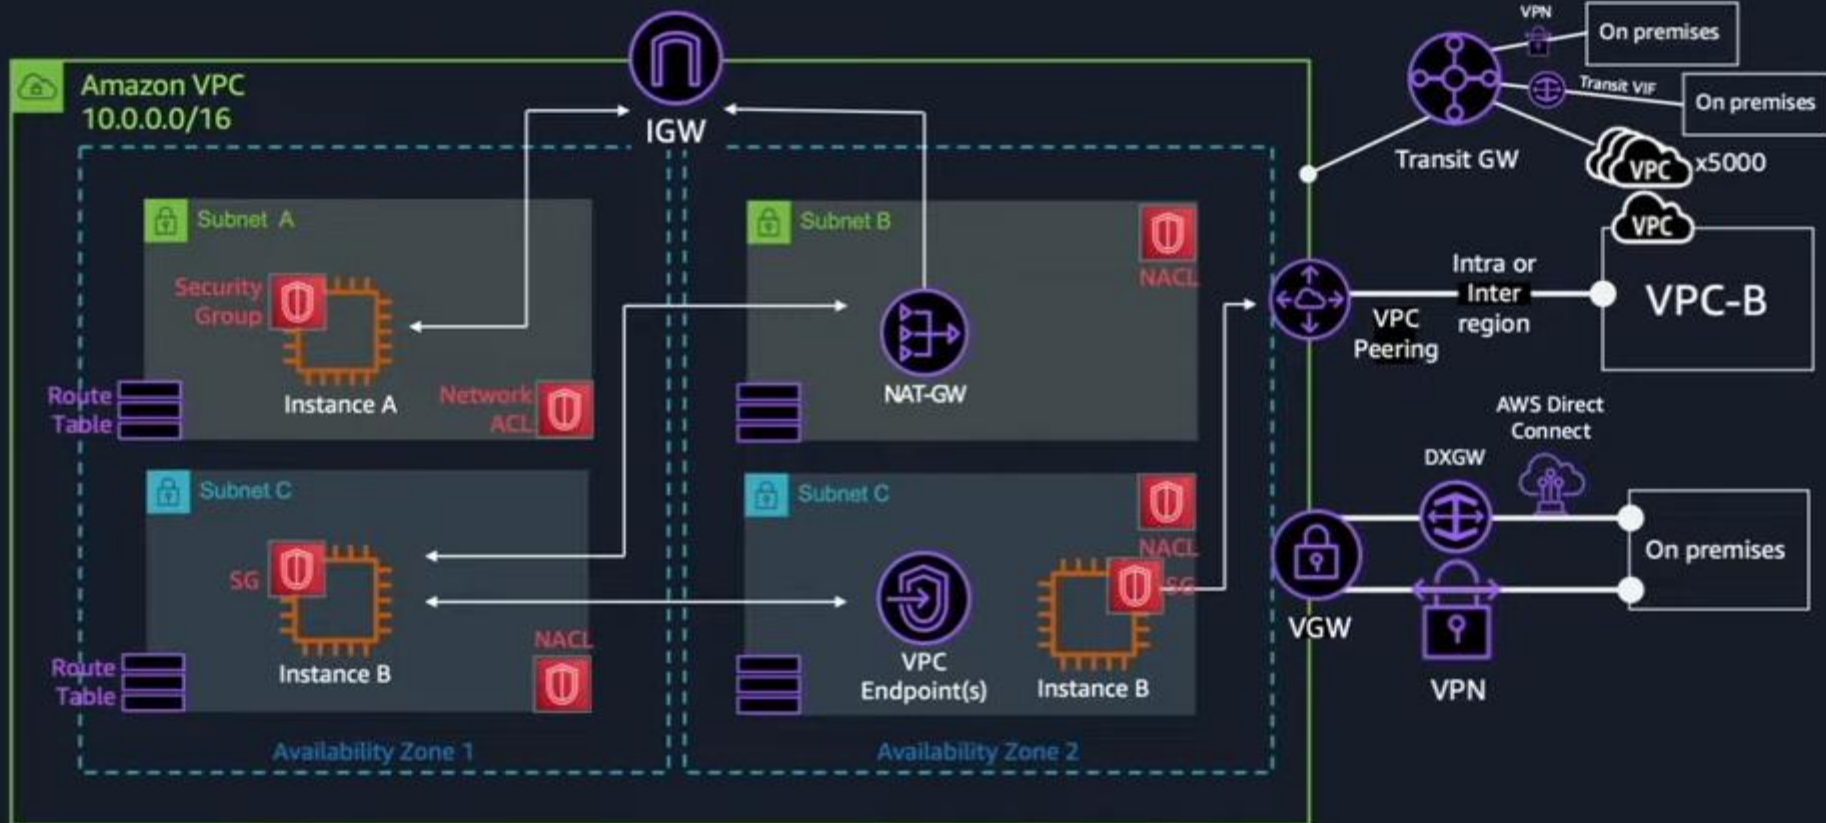 Amazon VPC
10.0.0.0/16
IGW
Subnet A
Security
Group
Instance A
Route
Table
Network
ACL
Subnet B
NACL
NAT-GW
Subnet C
SG
Instance B
NACL
Route
Table
Availability Zone 1
Subnet C
NACL
SG
VPC
Endpoint(s)
Instance B
Availability Zone 2
VPN
On premises
Transit VIF
On premises
Transit GW
VPC
x5000
VPC
VPC-B
Intra or
Inter
region
VPC
Peering
AWS Direct
Connect
DXGW
On premises
VGW
VPN